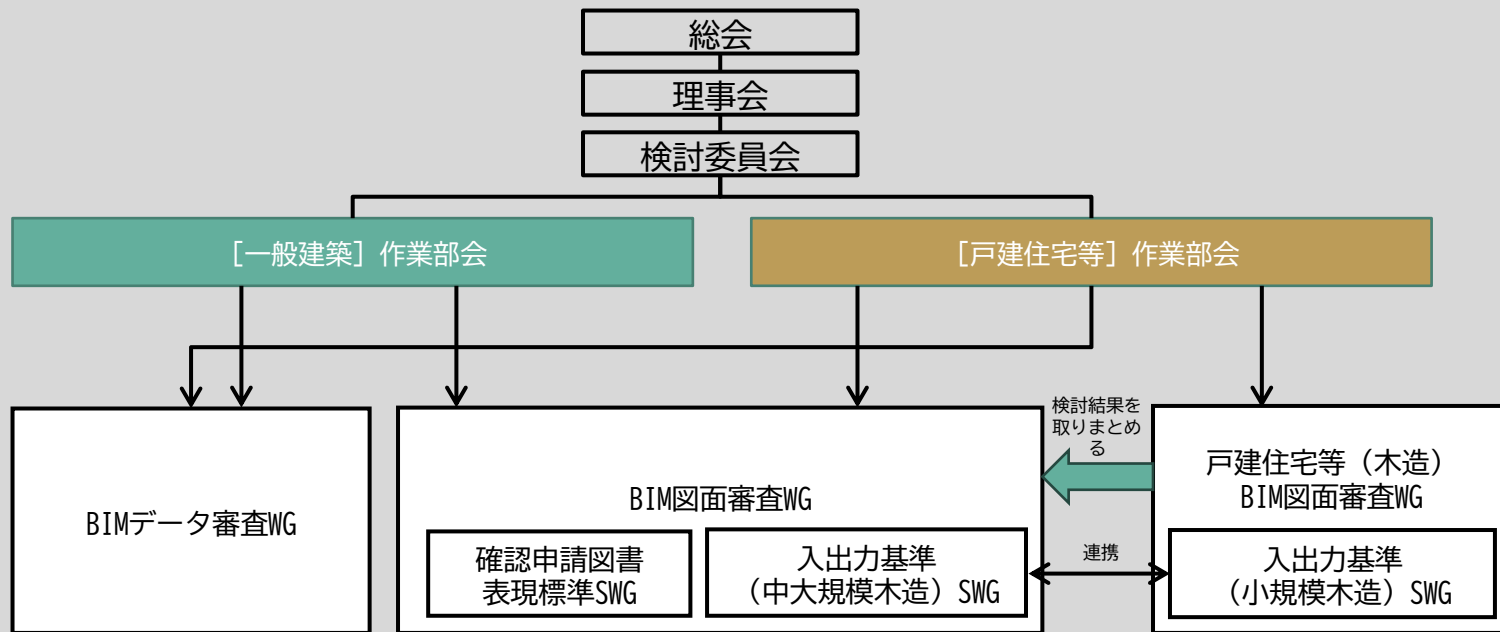 総会
理事会
検討委員会
[一般建築] 作業部会
[戸建住宅等] 作業部会
検討結果を
取りまとめ
る
BIMデータ審査WG
BIM図面審査WG
確認申請図書
表現標準SWG
入出力基準
(中大規模木造) SWG
連携
戸建住宅等 (木造)
BIM図面審査WG
入出力基準
(小規模木造) SWG